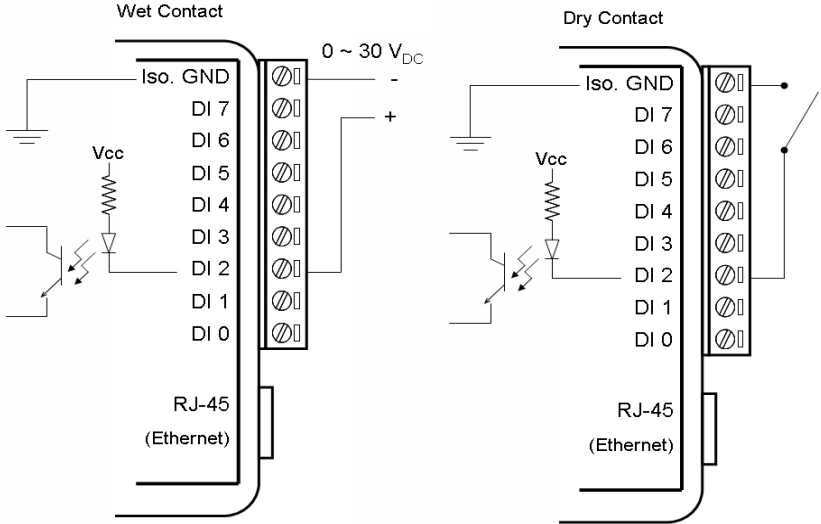 Wet Contact
0 ~ 30 VDC
Iso. GND
-
DI 7
+
DI 6
Vcc
DI 5
DI 4
DI 3
DI 2
DI 1
DI 0
RJ-45
(Ethernet)
Dry Contact
Iso. GND
DI 7
DI 6
Vcc
DI 5
DI 4
DI 3
DI 2
DI 1
DI 0
RJ-45
(Ethernet)